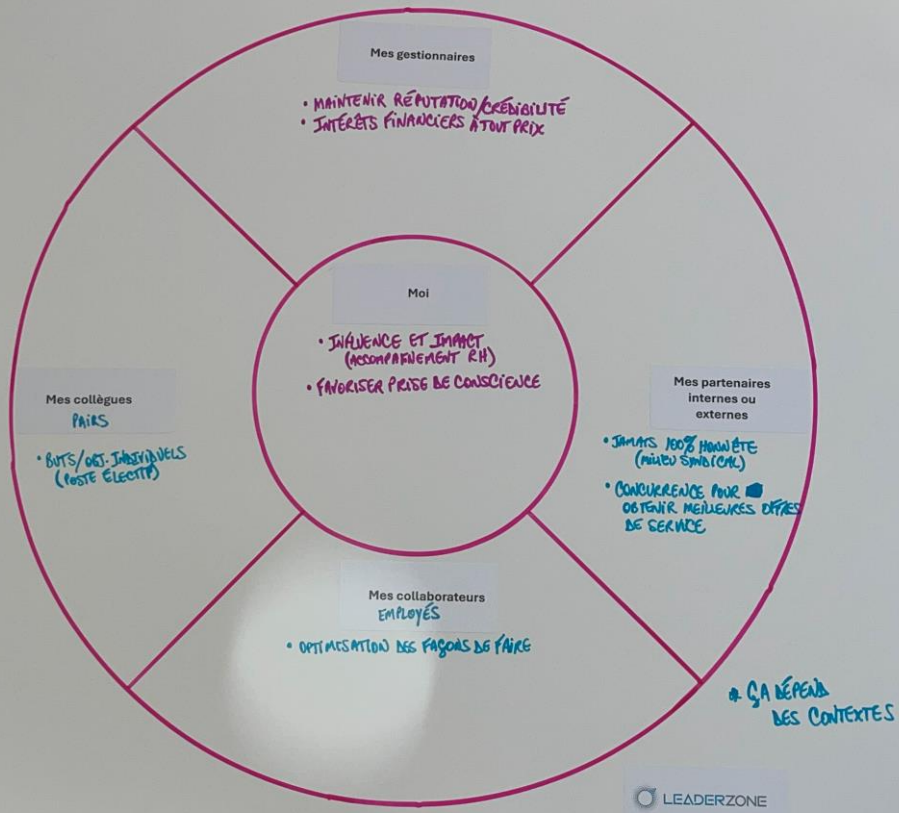 Mes gestionnaires
• MAINTENIR RÉPUTATION/CRÉDIBILITÉ
• INTÉRÊTS FINANCIERS À TOUT PRIX
Moi
• INFLUENCE ET IMPACT
(ACCOMPAGNEMENT RH)
• FAVORISER PRISE DE CONSCIENCE
Mes collègues
PAIRS
• BUTS/OBJ. INDIVIDUELS
(POSTE ÉLECTIF)
Mes partenaires
internes ou
externes
• JAMAIS 100% HONNÊTE
(MILIEU SYNDICAL)
• CONCURRENCE POUR
OBTENIR MEILLEURES OFFRES
DE SERVICE
Mes collaborateurs
EMPLOYÉS
• OPTIMISATION DES FAÇONS DE FAIRE
* ÇA DÉPEND
DES CONTEXTES
LEADERZONE